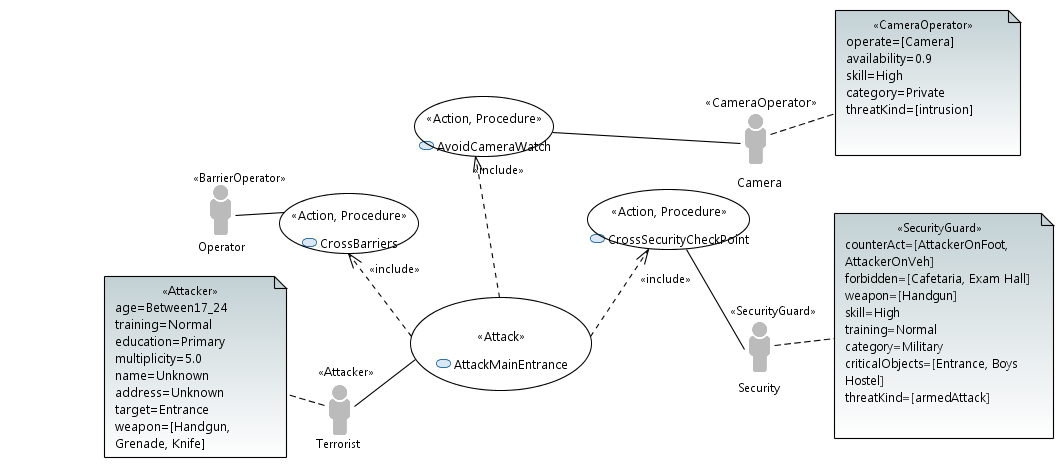 «CameraOperator»
operate=[Camera]
availability=0.9
skill=High
category=Private
threatKind=[intrusion]
«CameraOperator»
Camera
«Action, Procedure»
AvoidCameraWatch
«include»
«BarrierOperator»
Operator
«Action, Procedure»
CrossBarriers
«include»
«Action, Procedure»
CrossSecurityCheckPoint
«include»
«SecurityGuard»
counterAct=[AttackerOnFoot,
AttackerOnVeh]
forbidden=[Cafetaria, Exam Hall]
weapon=[Handgun]
skill=High
training=Normal
category=Military
criticalObjects=[Entrance, Boys
Hostel]
threatKind=[armedAttack]
«SecurityGuard»
Security
«Attacker»
age=Between17_24
training=Normal
education=Primary
multiplicity=5.0
name=Unknown
address=Unknown
target=Entrance
weapon=[Handgun,
Grenade, Knife]
«Attack»
AttackMainEntrance
«Attacker»
Terrorist